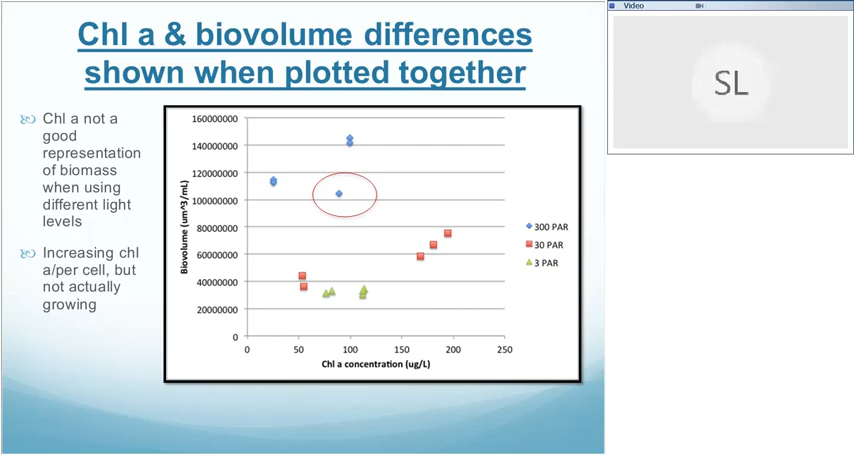 Chl a & biovolume differences
shown when plotted together
Chl a not a
good
representation
of biomass
when using
different light
levels
Increasing chl
a/per cell, but
not actually
growing
160000000
140000000
120000000
100000000
80000000
60000000
40000000
20000000
0
Biovolume (um^3/mL)
0 50 100 150 200 250
Chl a concentration (ug/L)
300 PAR
30 PAR
3 PAR
Video
SL